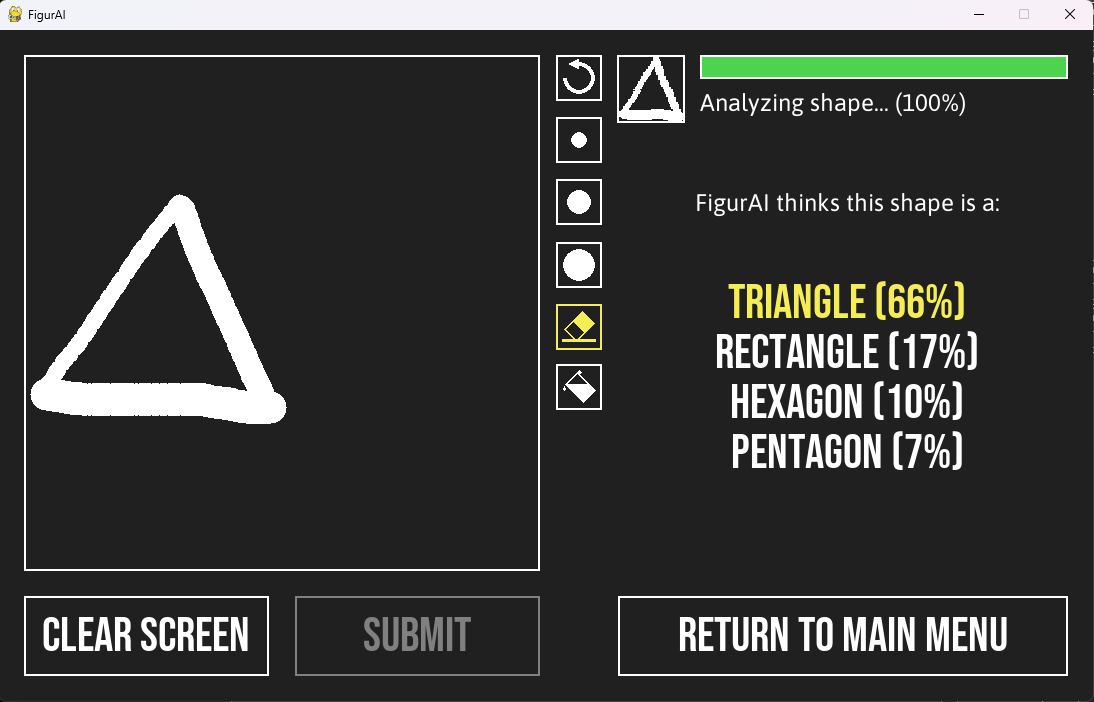 FigurAI
Analyzing shape... (100%)
FigurAI thinks this shape is a:
TRIANGLE (66%)
RECTANGLE (17%)
HEXAGON (10%)
PENTAGON (7%)
CLEAR SCREEN
SUBMIT
RETURN TO MAIN MENU